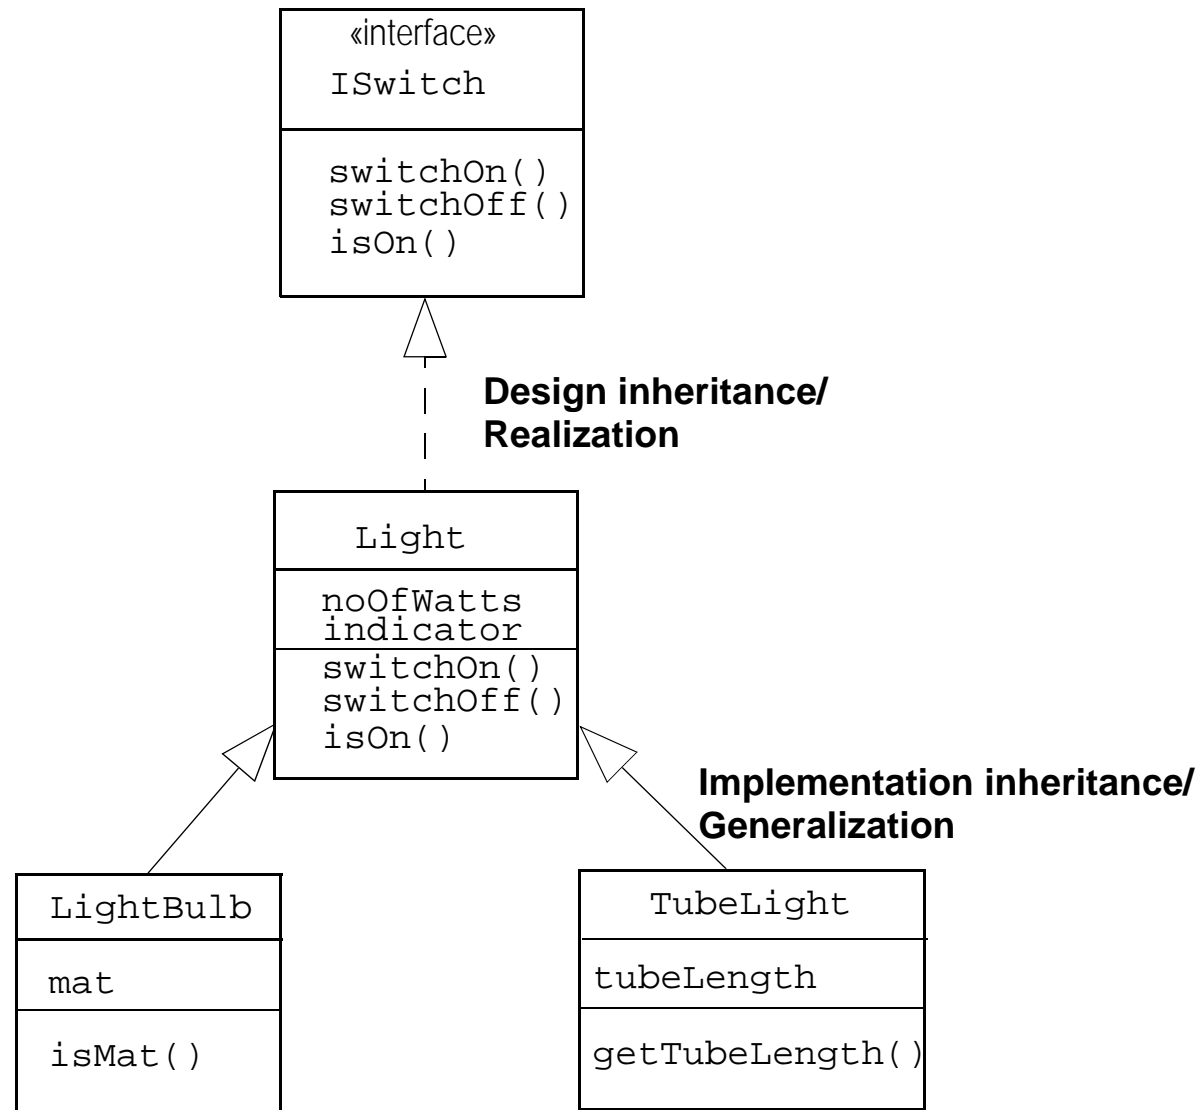 «interface»
ISwitch
switchOn()
switchOff()
isOn()
Design inheritance/
Realization
Light
noOfWatts
indicator
switchOn()
switchOff()
isOn()
Implementation inheritance/
Generalization
LightBulb
mat
isMat()
TubeLight
tubeLength
getTubeLength()